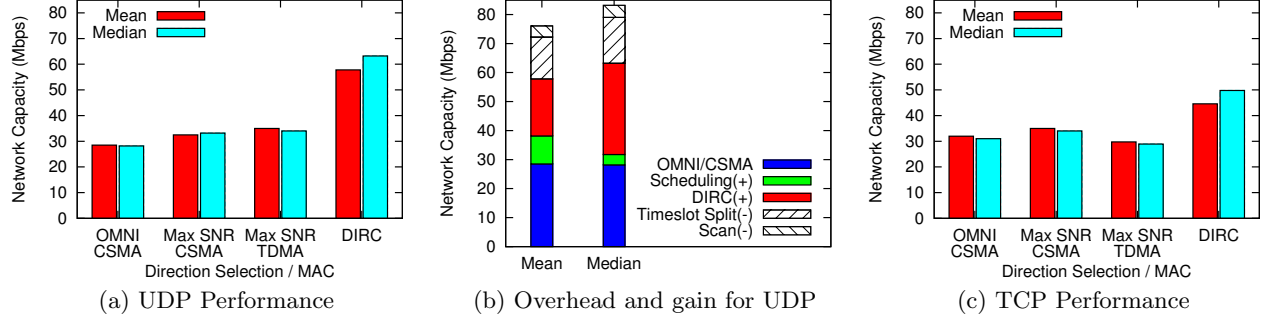 Network Capacity (Mbps)
80
70
60
50
40
30
20
10
0
Mean
Median
OMNI
CSMA
Max SNR
CSMA
Max SNR
TDMA
DIRC
Direction Selection / MAC
(a) UDP Performance
Network Capacity (Mbps)
80
70
60
50
40
30
20
10
0
OMNI/CSMA
Scheduling(+)
DIRC(+)
Timeslot Split(-)
Scan(-)
Mean
Median
(b) Overhead and gain for UDP
Network Capacity (Mbps)
80
70
60
50
40
30
20
10
0
Mean
Median
OMNI
CSMA
Max SNR
CSMA
Max SNR
TDMA
DIRC
Direction Selection / MAC
(c) TCP Performance